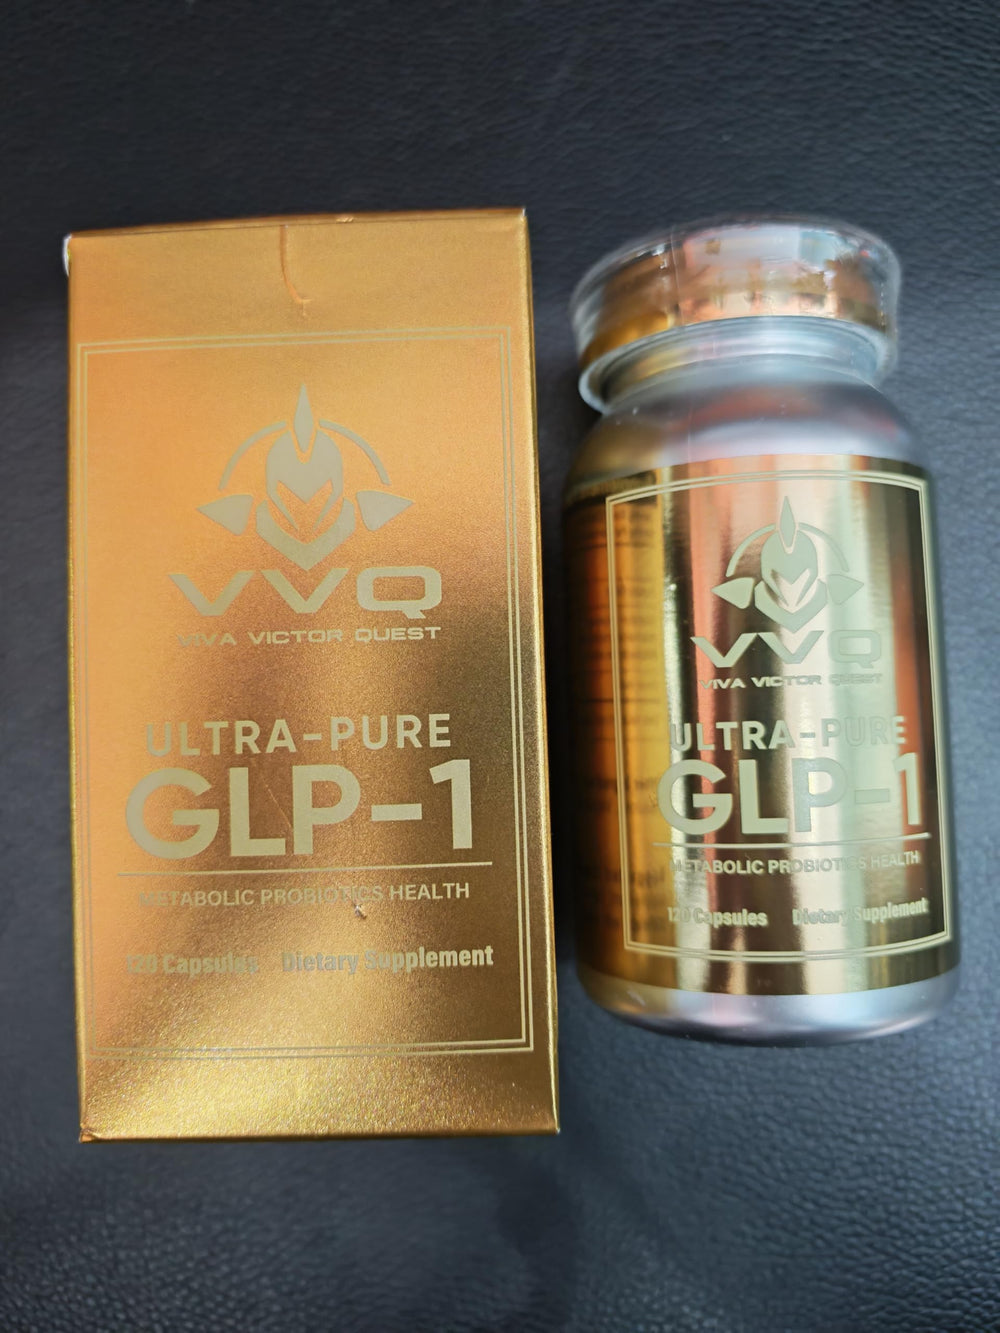 VVQ
VIVA VICTOR QUEST
ULTRA-PURE
GLP-1
METABOLIC PROBIOTICS HEALTH
120 Capsules Dietary Supplement
VVQ
VIVA VICTOR QUEST
ULTRA-PURE
GLP-1
METABOLIC PROBIOTICS HEALTH
120 Capsules Dietary Supplement